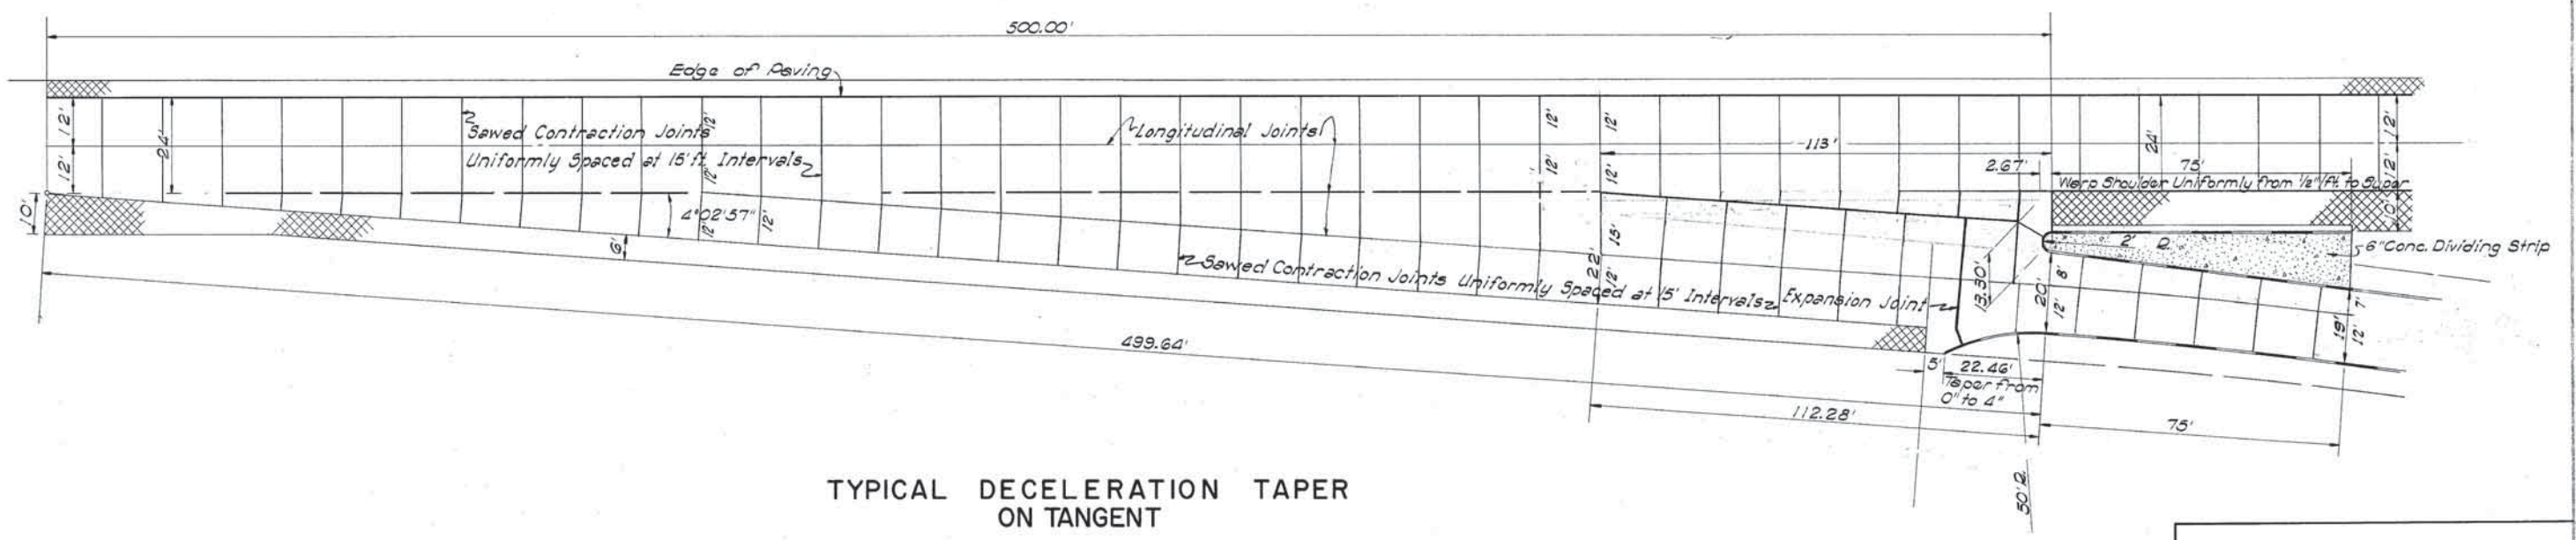 500.00'
Edge of Paving
12'
12'
24'
10'
Sawed Contraction Joints
Uniformly Spaced at 15' ft. Intervals
12'
12'
Longitudinal Joints
12'
12'
12'
12'
113'
2.67'
75'
24'
12'
12'
Warp Shoulder Uniformly from 1/2"/Ft. to Super
10'
4°02'57"
12'
12'
6'
15'
22'
12'
Sawed Contraction Joints Uniformly Spaced at 15' Intervals
Expansion Joint
13.30'
2' R.
6" Conc. Dividing Strip
20'
8'
12'
7'
19'
12'
499.64'
5'
22.46'
Taper from
0" to 4"
112.28'
75'
50' R.
TYPICAL DECELERATION TAPER
ON TANGENT